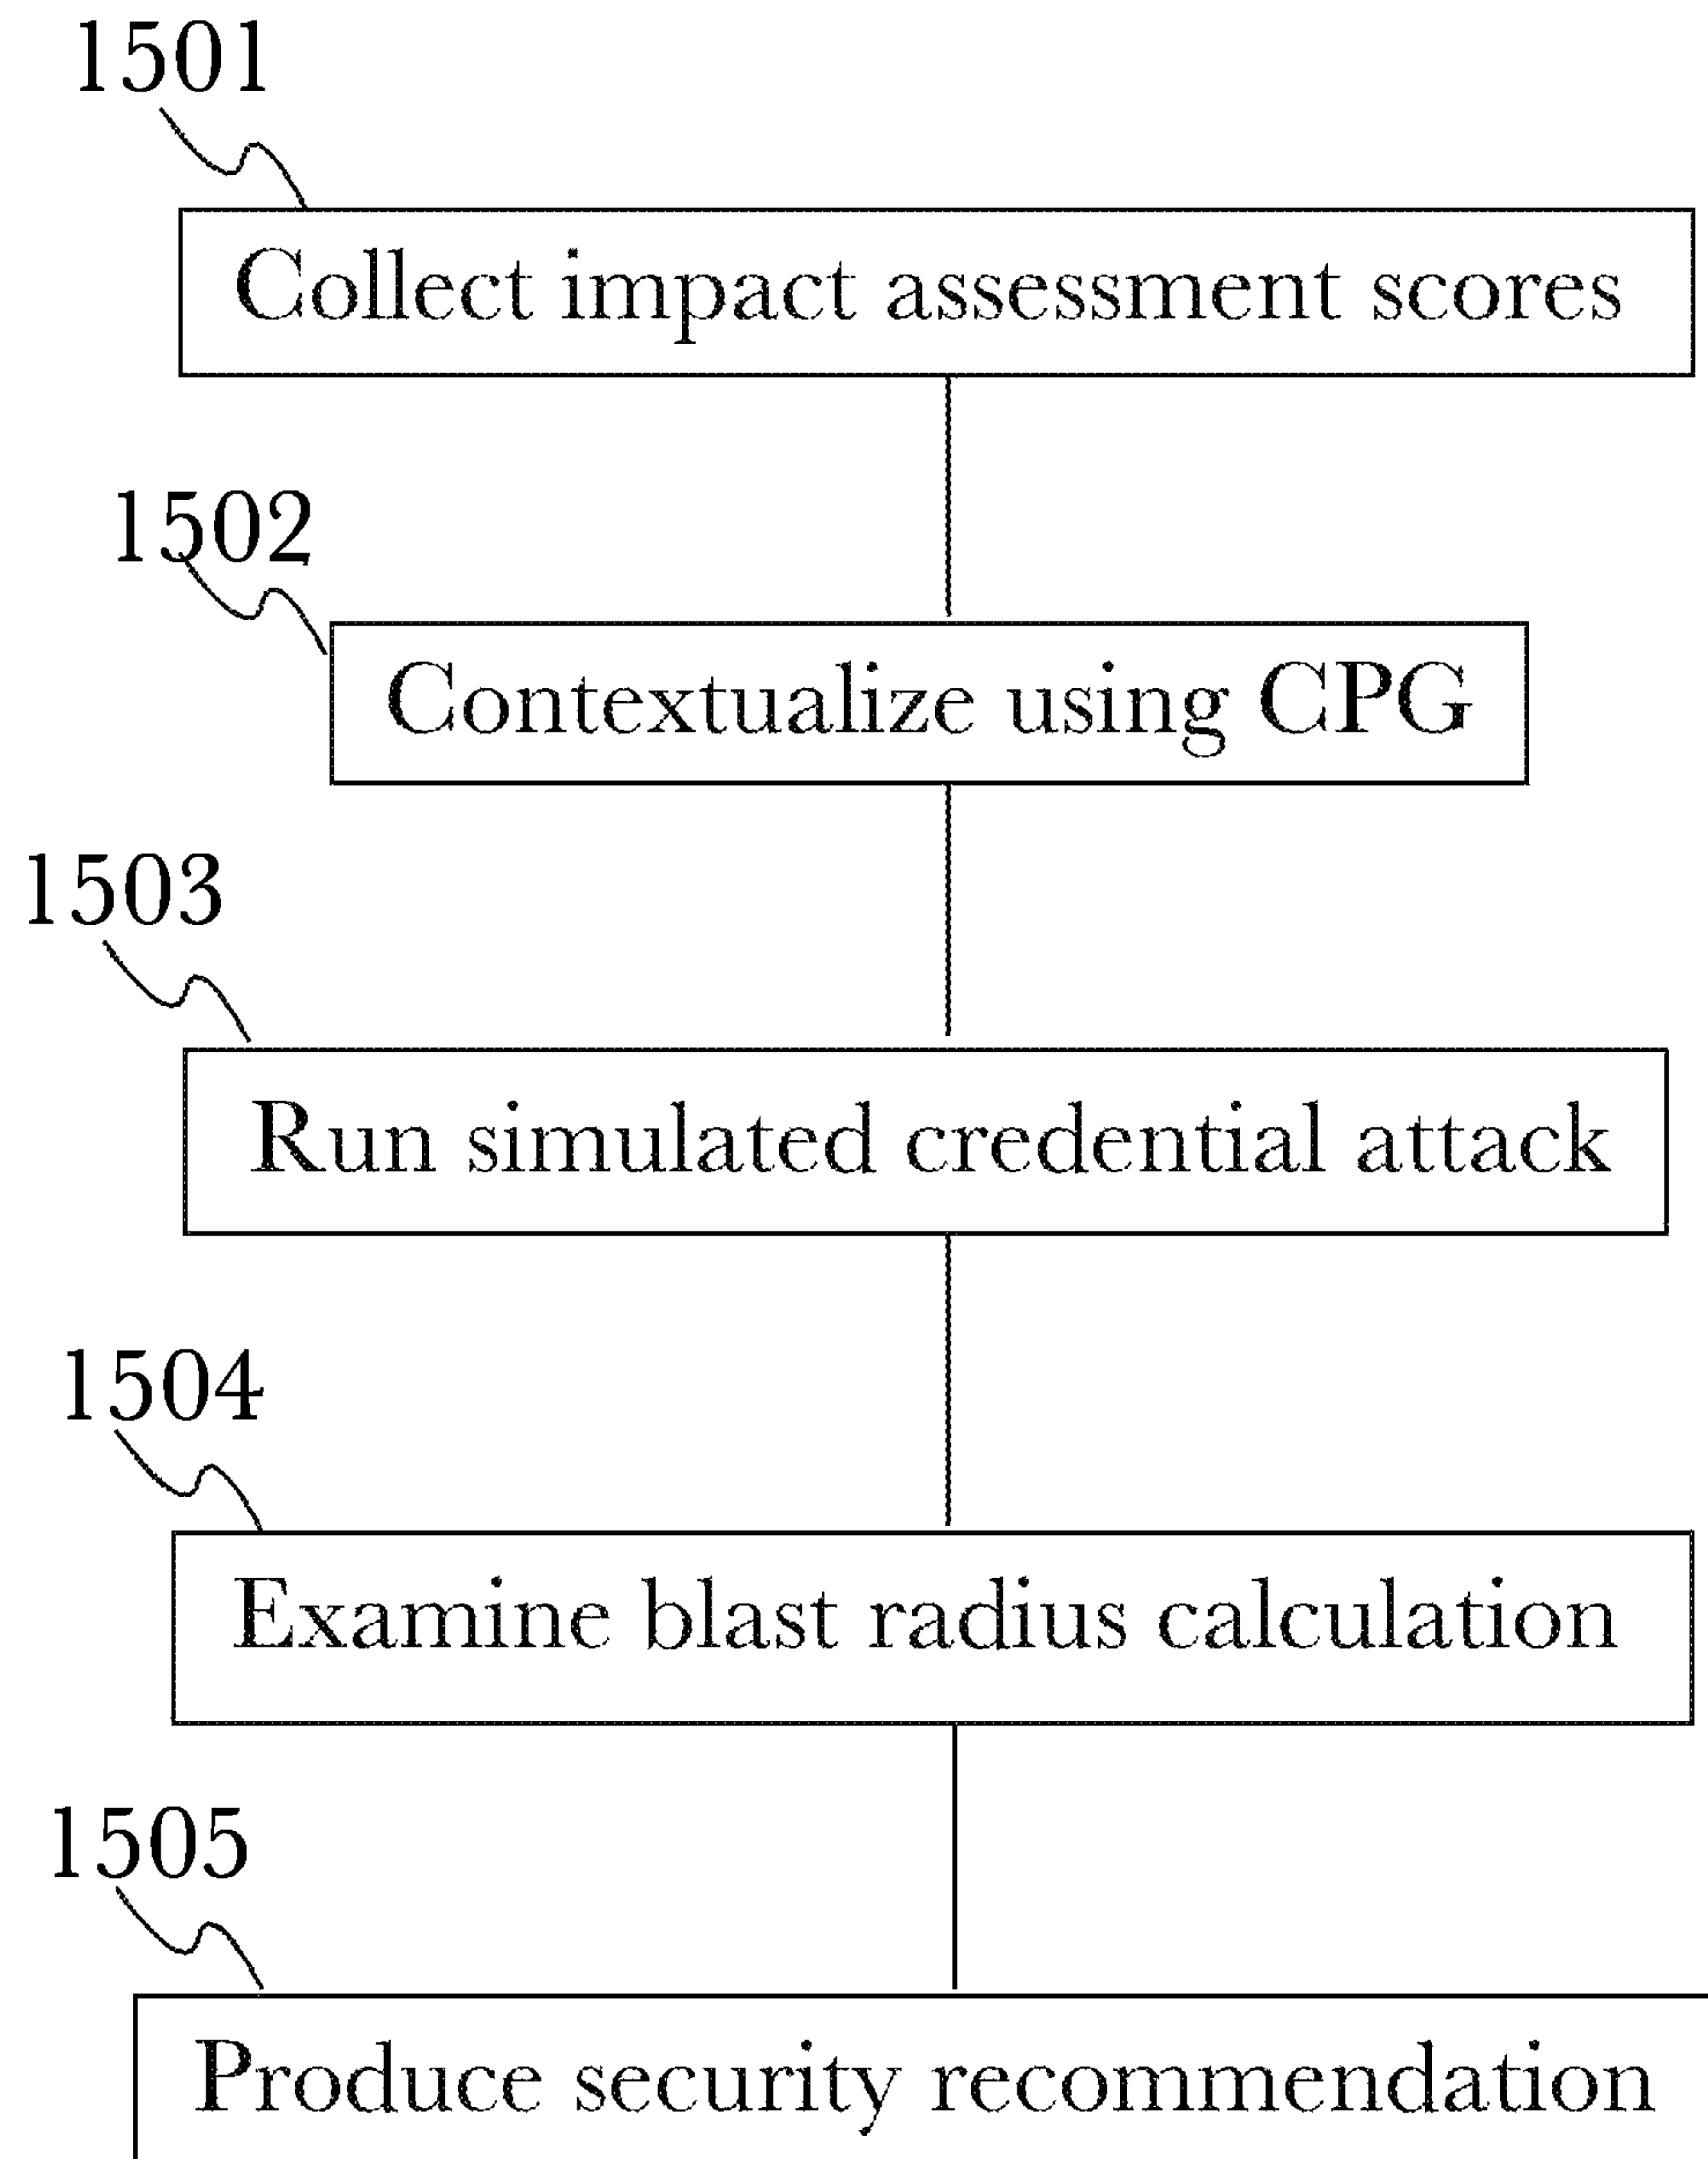 1501
Collect impact assessment scores
1502
Contextualize using CPG
1503
Run simulated credential attack
1504
Examine blast radius calculation
1505
Produce security recommendation